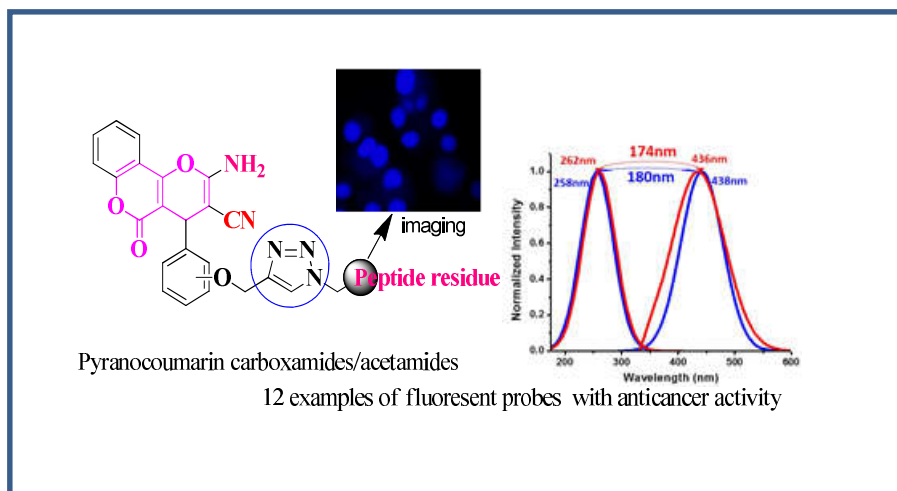 O
NH2
O
O
CN
O
N
N
N
imaging
Peptide residue
262nm
174nm
436nm
258nm
180nm
438nm
1.0
0.8
0.6
0.4
0.2
0.0
Normalized Intensity
200 300 400 500 600
Wavelength (nm)
Pyranocoumarin carboxamides/acetamides
12 examples of fluoresent probes with anticancer activity